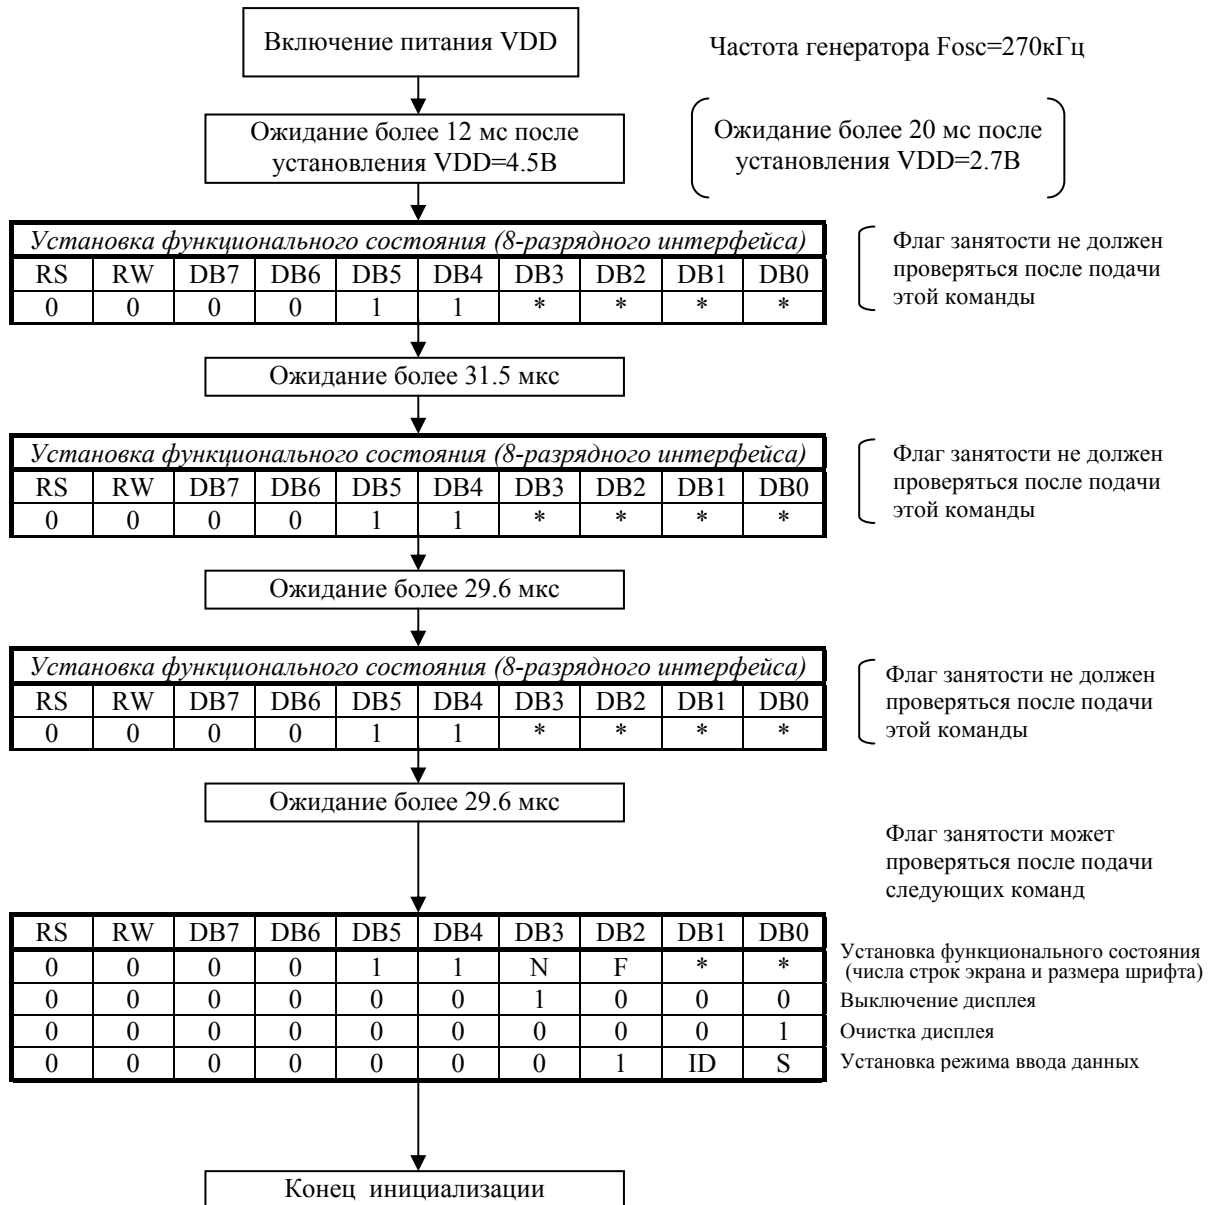 Включение питания VDD
Частота генератора Fosc=270кГц
Ожидание более 12 мс после
установления VDD=4.5В
Ожидание более 20 мс после
установления VDD=2.7В
Установка функционального состояния (8-разрядного интерфейса)
RS RW DB7 DB6 DB5 DB4 DB3 DB2 DB1 DB0
0 0 0 0 1 1 * * * *
Флаг занятости не должен
проверяться после подачи
этой команды
Ожидание более 31.5 мкс
Установка функционального состояния (8-разрядного интерфейса)
RS RW DB7 DB6 DB5 DB4 DB3 DB2 DB1 DB0
0 0 0 0 1 1 * * * *
Флаг занятости не должен
проверяться после подачи
этой команды
Ожидание более 29.6 мкс
Установка функционального состояния (8-разрядного интерфейса)
RS RW DB7 DB6 DB5 DB4 DB3 DB2 DB1 DB0
0 0 0 0 1 1 * * * *
Флаг занятости не должен
проверяться после подачи
этой команды
Ожидание более 29.6 мкс
Флаг занятости может
проверяться после подачи
следующих команд
RS RW DB7 DB6 DB5 DB4 DB3 DB2 DB1 DB0
0 0 0 0 1 1 N F * *
Установка функционального состояния
(числа строк экрана и размера шрифта)
0 0 0 0 0 0 1 0 0 0
Выключение дисплея
0 0 0 0 0 0 0 0 0 1
Очистка дисплея
0 0 0 0 0 0 0 1 ID S
Установка режима ввода данных
Конец инициализации